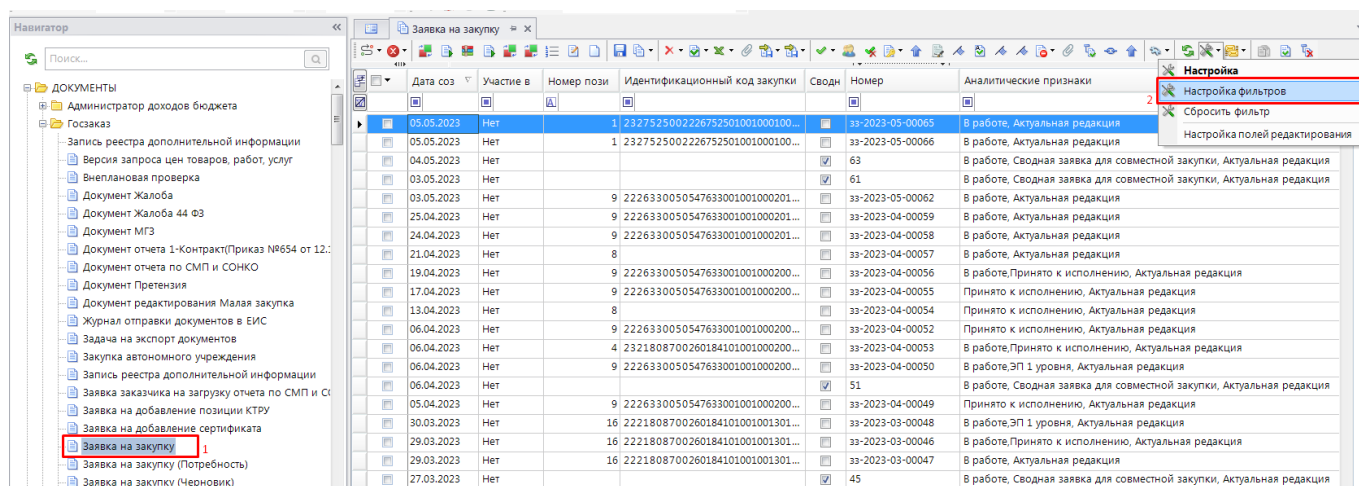 Навигатор
Заявка на закупку
Поиск...
ДОКУМЕНТЫ
Администратор доходов бюджета
Госзаказ
Запись реестра дополнительной информации
Версия запроса цен товаров, работ, услуг
Внеплановая проверка
Документ Жалоба
Документ Жалоба 44 ФЗ
Документ МГЗ
Документ отчета 1-Контракт(Приказ №654 от 12.
Документ отчета по СМП и СОНКО
Документ Претензия
Документ редактирования Малая закупка
Журнал отправки документов в ЕИС
Задача на экспорт документов
Закупка автономного учреждения
Запись реестра дополнительной информации
Заявка заказчика на загрузку отчета по СМП и СО
Заявка на добавление позиции КТРУ
Заявка на добавление сертификата
Заявка на закупку 1
Заявка на закупку (Потребность)
Заявка на закупку (Черновик)
Настройка
2 Настройка фильтров
Сбросить фильтр
Настройка полей редактирования
Дата соз Участие в Номер пози Идентификационный код закупки Сводн Номер Аналитические признаки
05.05.2023 Нет 1 232752500222675250100100100... зз-2023-05-00065 В работе, Актуальная редакция
05.05.2023 Нет 1 232752500222675250100100100... зз-2023-05-00066 В работе, Актуальная редакция
04.05.2023 Нет 63 В работе, Сводная заявка для совместной закупки, Актуальная редакция
03.05.2023 Нет 61 В работе, Сводная заявка для совместной закупки, Актуальная редакция
03.05.2023 Нет 9 222633005054763300100100201... зз-2023-05-00062 В работе, Актуальная редакция
25.04.2023 Нет 9 222633005054763300100100201... зз-2023-04-00059 В работе, Актуальная редакция
24.04.2023 Нет 9 222633005054763300100100201... зз-2023-04-00058 В работе, Актуальная редакция
21.04.2023 Нет 8 зз-2023-04-00057 В работе, Актуальная редакция
19.04.2023 Нет 9 222633005054763300100100200... зз-2023-04-00056 В работе,Принято к исполнению, Актуальная редакция
17.04.2023 Нет 9 222633005054763300100100200... зз-2023-04-00055 Принято к исполнению, Актуальная редакция
13.04.2023 Нет 8 зз-2023-04-00054 Принято к исполнению, Актуальная редакция
06.04.2023 Нет 9 222633005054763300100100200... зз-2023-04-00052 Принято к исполнению, Актуальная редакция
06.04.2023 Нет 4 232180870026018410100100200... зз-2023-04-00053 В работе,Принято к исполнению, Актуальная редакция
06.04.2023 Нет 9 222633005054763300100100200... зз-2023-04-00050 В работе,ЭП 1 уровня, Актуальная редакция
06.04.2023 Нет 51 В работе, Сводная заявка для совместной закупки, Актуальная редакция
05.04.2023 Нет 9 222633005054763300100100200... зз-2023-04-00049 Принято к исполнению, Актуальная редакция
30.03.2023 Нет 16 2221808700260184101001001301... зз-2023-03-00048 В работе,ЭП 1 уровня, Актуальная редакция
29.03.2023 Нет 16 2221808700260184101001001301... зз-2023-03-00046 В работе,Принято к исполнению, Актуальная редакция
29.03.2023 Нет 16 2221808700260184101001001301... зз-2023-03-00047 В работе, Актуальная редакция
27.03.2023 Нет 45 В работе, Сводная заявка для совместной закупки, Актуальная редакция